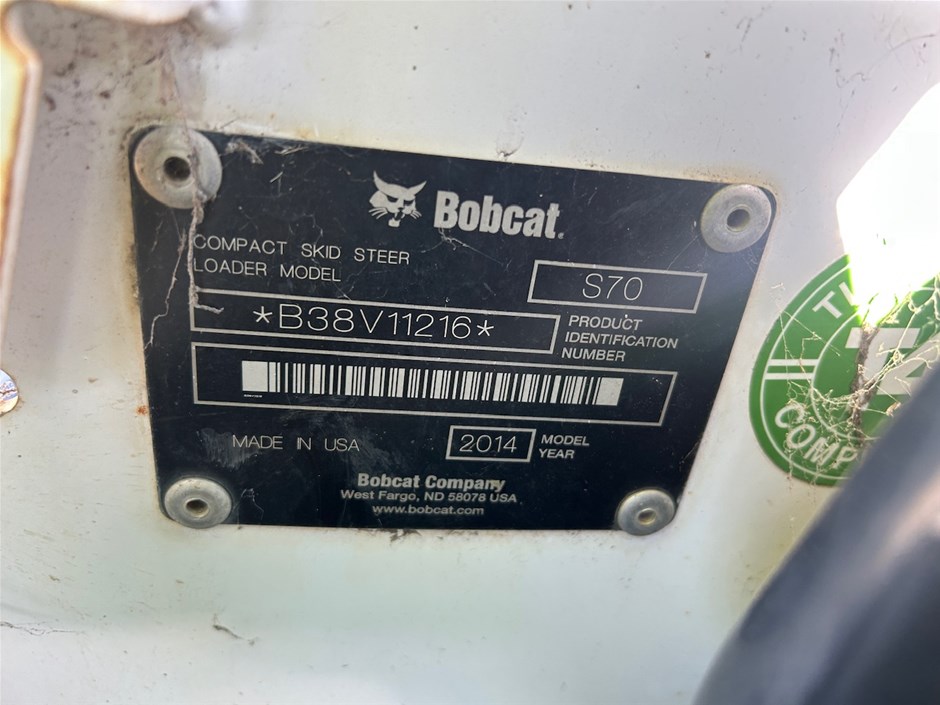 Bobcat
COMPACT SKID STEER
LOADER MODEL
S70
*B38V11216*
PRODUCT
IDENTIFICATION
NUMBER
MADE IN USA
2014
MODEL
YEAR
Bobcat Company
West Fargo, ND 58078 USA
www.bobcat.com